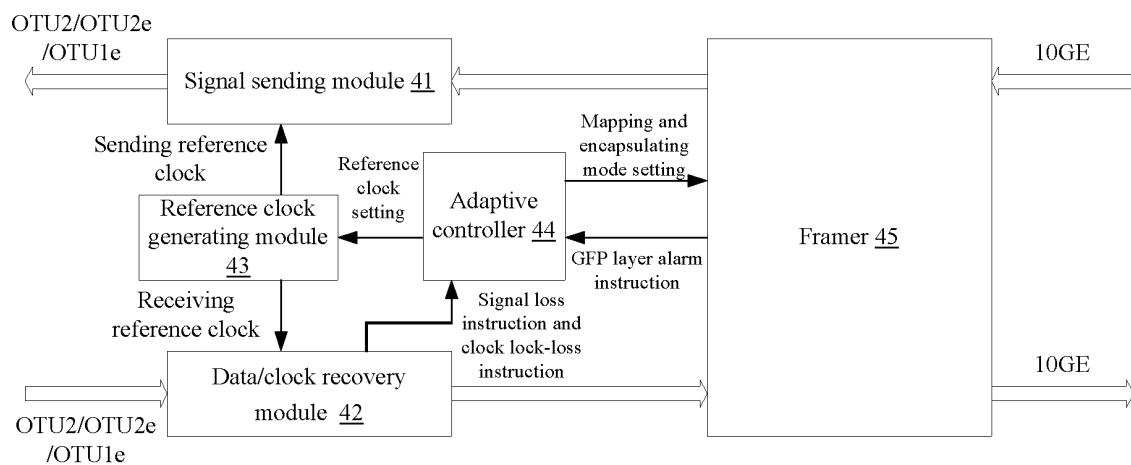 OTU2/OTU2e
/OTU1e
Signal sending module 41
10GE
Sending reference
clock
Reference
clock
setting
Mapping and
encapsulating
mode setting
Reference clock
generating module
43
Adaptive
controller 44
Framer 45
GFP layer alarm
instruction
Receiving
reference clock
Signal loss
instruction and
clock lock-loss
instruction
Data/clock recovery
module 42
10GE
OTU2/OTU2e
/OTU1e